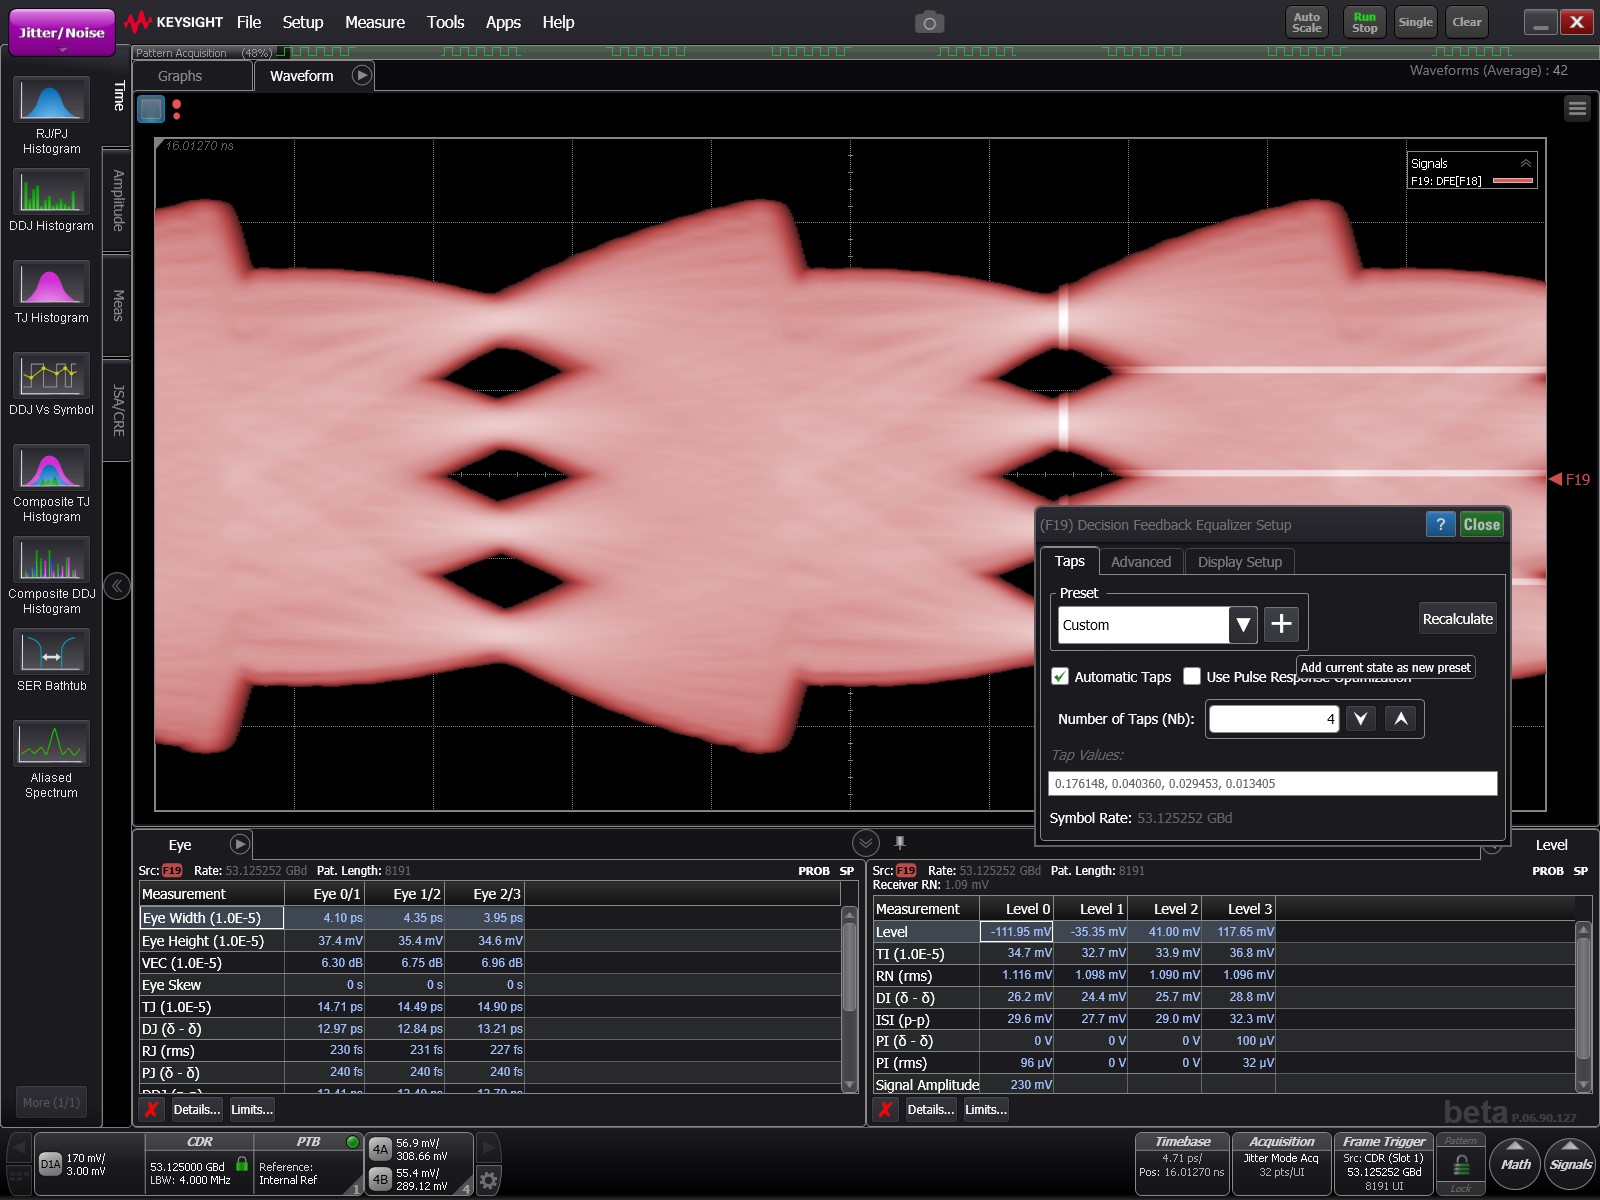 Jitter/Noise
KEYSIGHT
File Setup Measure Tools Apps Help
Auto Scale
Run Stop
Single
Clear
Pattern Acquisition (48%)
Graphs
Waveform
Waveforms (Average) : 42
RJ/PJ
Histogram
DDJ Histogram
TJ Histogram
DDJ Vs Symbol
Composite TJ
Histogram
Composite DDJ
Histogram
SER Bathtub
Aliased
Spectrum
More (1/1)
Time
Amplitude
Meas
JSA/CRE
16.01270 ns
Signals
F19: DFE[F18]
F19
(F19) Decision Feedback Equalizer Setup
? Close
Taps Advanced Display Setup
Preset
Custom
Recalculate
Add current state as new preset
Automatic Taps
Use Pulse Response Optimization
Number of Taps (Nb): 4
Tap Values:
0.176148, 0.040360, 0.029453, 0.013405
Symbol Rate: 53.125252 GBd
Eye
Src: F19 Rate: 53.125252 GBd Pat. Length: 8191 PROB SP
Measurement Eye 0/1 Eye 1/2 Eye 2/3
Eye Width (1.0E-5) 4.10 ps 4.35 ps 3.95 ps
Eye Height (1.0E-5) 37.4 mV 35.4 mV 34.6 mV
VEC (1.0E-5) 6.30 dB 6.75 dB 6.96 dB
Eye Skew 0 s 0 s 0 s
TJ (1.0E-5) 14.71 ps 14.49 ps 14.90 ps
DJ (δ - δ) 12.97 ps 12.84 ps 13.21 ps
RJ (rms) 230 fs 231 fs 227 fs
PJ (δ - δ) 240 fs 240 fs 240 fs
Details... Limits...
Level
Src: F19 Rate: 53.125252 GBd Pat. Length: 8191 PROB SP
Receiver RN: 1.09 mV
Measurement Level 0 Level 1 Level 2 Level 3
Level -111.95 mV -35.35 mV 41.00 mV 117.65 mV
TI (1.0E-5) 34.7 mV 32.7 mV 33.9 mV 36.8 mV
RN (rms) 1.116 mV 1.098 mV 1.090 mV 1.096 mV
DI (δ - δ) 26.2 mV 24.4 mV 25.7 mV 28.8 mV
ISI (p-p) 29.6 mV 27.7 mV 29.0 mV 32.3 mV
PI (δ - δ) 0 V 0 V 0 V 100 µV
PI (rms) 96 µV 0 V 0 V 32 µV
Signal Amplitude 230 mV
Details... Limits...
beta P.06.90.127
D1A
170 mV/
3.00 mV
CDR
53.125000 GBd
LBW: 4.000 MHz
PTB
Reference:
Internal Ref
1
4A
56.9 mV/
308.66 mV
4B
55.4 mV/
289.12 mV
4
Timebase
4.71 ps/
Pos: 16.01270 ns
Acquisition
Jitter Mode Acq
32 pts/UI
Frame Trigger
Src: CDR (Slot 1)
53.125252 GBd
8191 UI
Pattern
Lock
Math
Signals